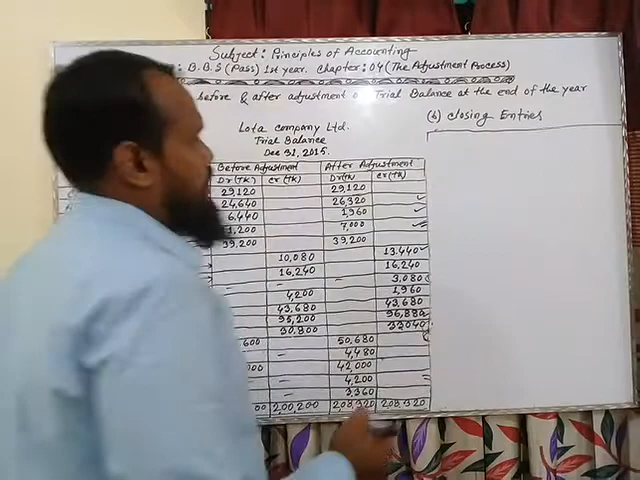 Subject: Principles of Accounting
: B.B.S (Pass) 1st year. Chapter: 04 (The Adjustment Process)
before & after adjustment of Trial Balance at the end of the year
(b) closing Entries
Lota company Ltd.
Trial Balance
Dec 31, 2015.
Before Adjustment After Adjustment
Dr (TK) cr (TK) Dr(TK) cr (TK)
29,120 29,120
24,640 26,320
6,440 1,960
7,000
39,200 39,200
10,080 13,440
16,240 16,240
— — 3,080
4,200 1,960
43,680 43,680
95,200 96,880
30,800 33,040
600 50,680
— 4,480
000 42,000
— 4,200
— 3,360
00 200,200 208,320 208,320